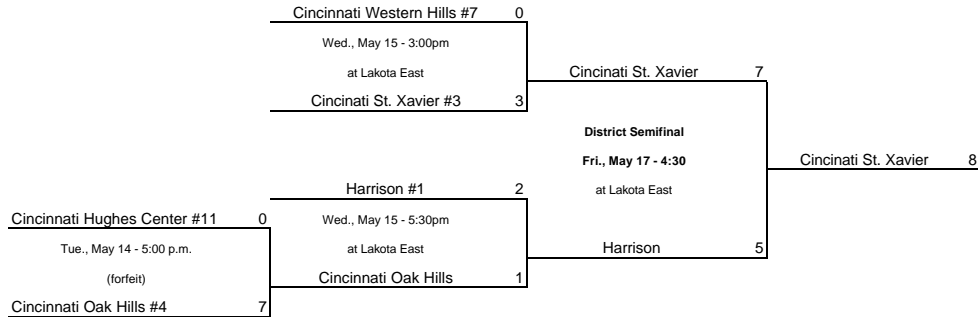 Cincinnati Western Hills #7 0
Wed., May 15 - 3:00pm
at Lakota East
Cincinati St. Xavier 7
Cincinati St. Xavier #3 3
District Semifinal
Fri., May 17 - 4:30
Cincinati St. Xavier 8
at Lakota East
Harrison #1 2
Cincinnati Hughes Center #11 0
Wed., May 15 - 5:30pm
Tue., May 14 - 5:00 p.m.
at Lakota East
Harrison 5
(forfeit)
Cincinnati Oak Hills 1
Cincinnati Oak Hills #4 7